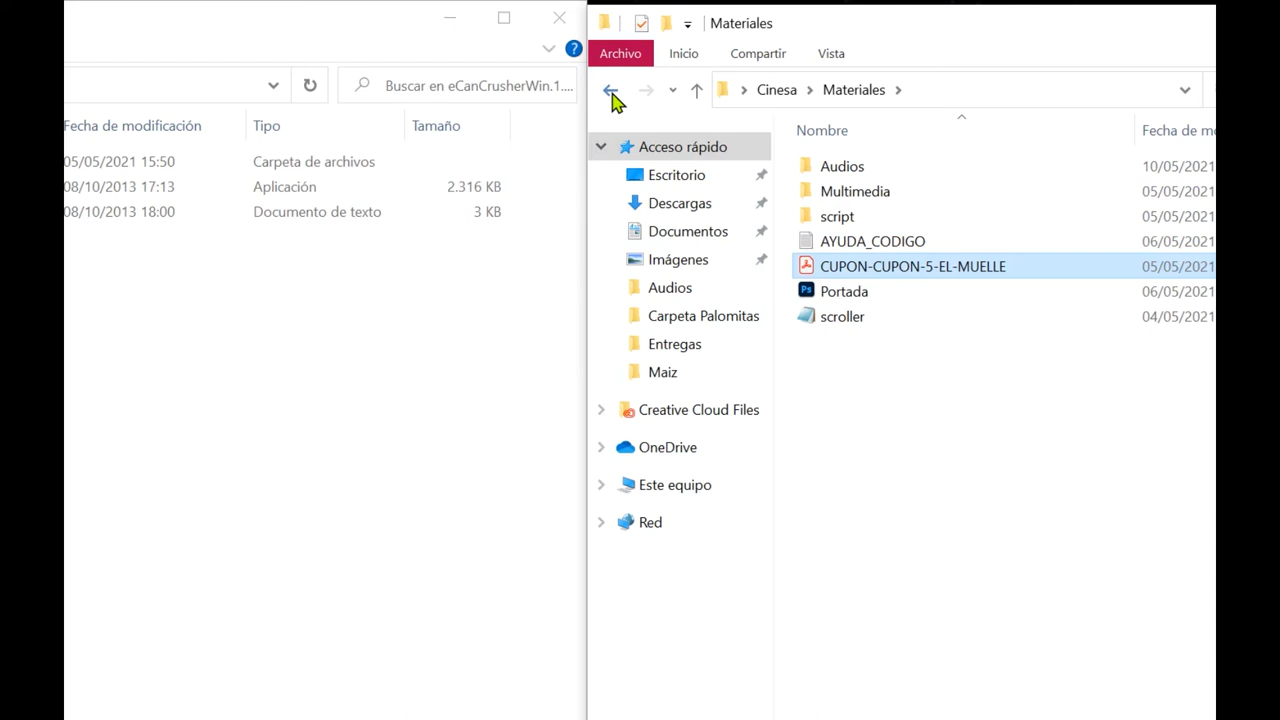 ?
Buscar en eCanCrusherWin.1....
Fecha de modificación Tipo Tamaño
05/05/2021 15:50 Carpeta de archivos
08/10/2013 17:13 Aplicación 2.316 KB
08/10/2013 18:00 Documento de texto 3 KB
Materiales
Archivo Inicio Compartir Vista
Cinesa Materiales
Acceso rápido
Escritorio
Descargas
Documentos
Imágenes
Audios
Carpeta Palomitas
Entregas
Maiz
Creative Cloud Files
OneDrive
Este equipo
Red
Nombre Fecha de m
Audios 10/05/2021
Multimedia 05/05/2021
script 05/05/2021
AYUDA_CODIGO 06/05/2021
CUPON-CUPON-5-EL-MUELLE 05/05/2021
Ps Portada 06/05/2021
scroller 04/05/2021